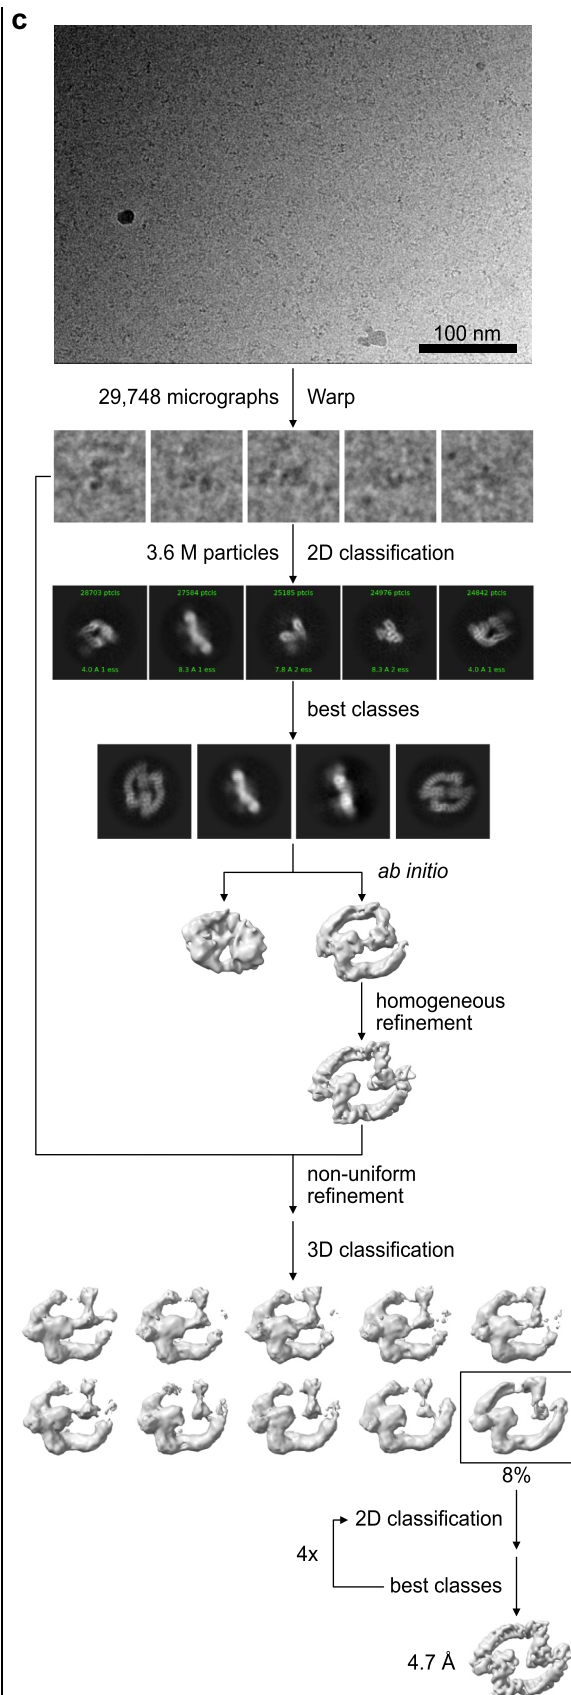 c
100 nm
29,748 micrographs Warp
3.6 M particles 2D classification
28703 ptcls 27584 ptcls 25185 ptcls 24976 ptcls 24842 ptcls
4.0 A 1 ess 8.3 A 1 ess 7.8 A 2 ess 8.3 A 2 ess 4.0 A 1 ess
best classes
ab initio
homogeneous
refinement
non-uniform
refinement
3D classification
8%
2D classification
4x
best classes
4.7 Å